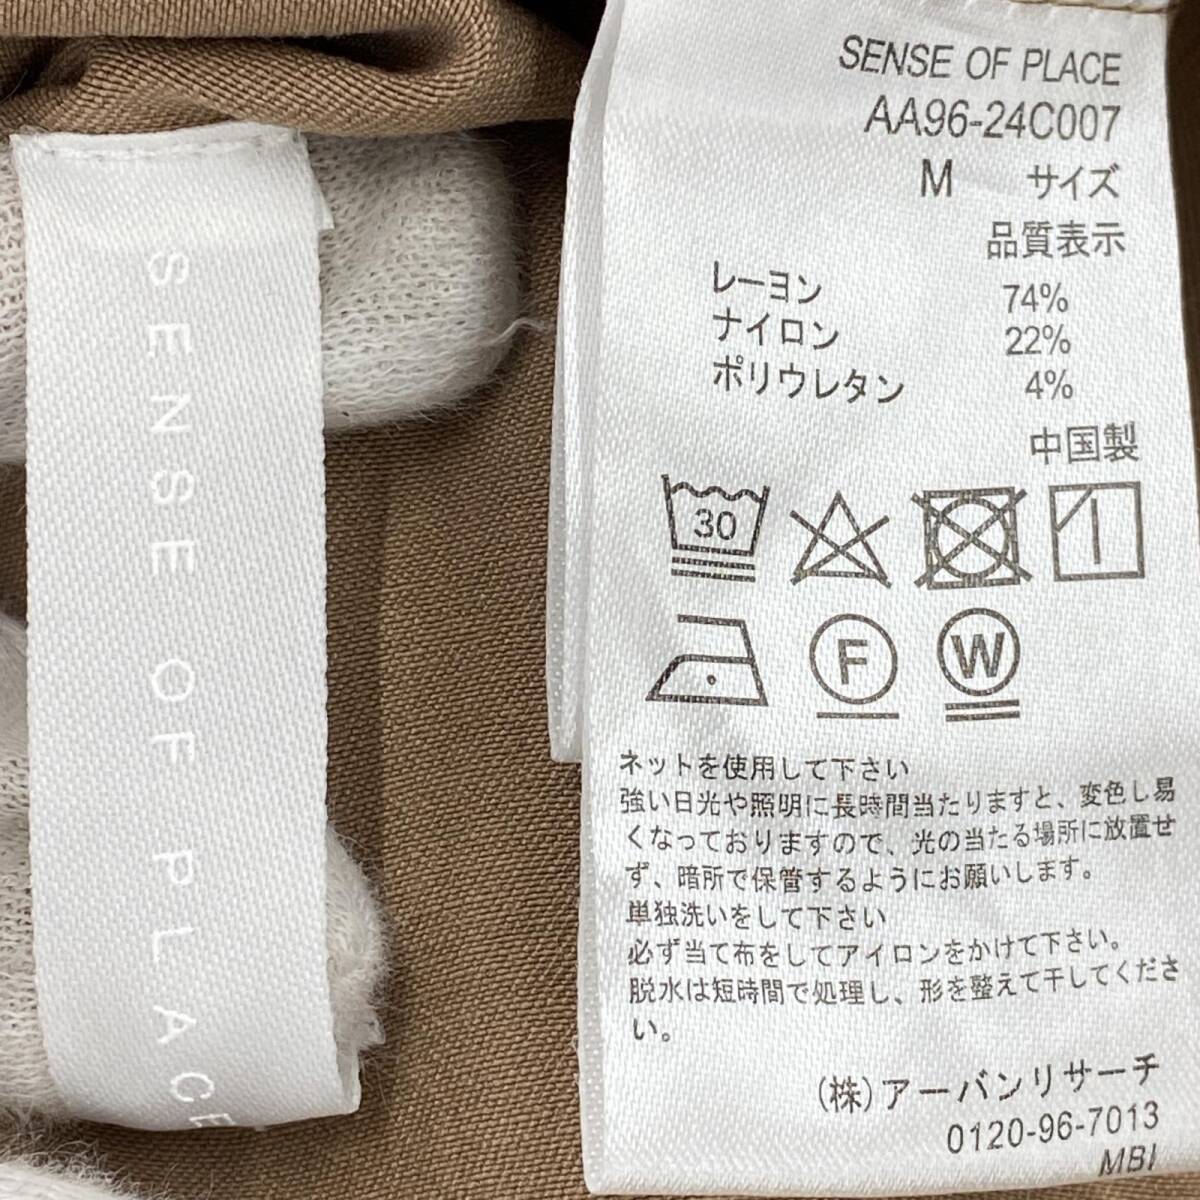 SENSE OF PLACE
SENSE OF PLACE
AA96-24C007
M サイズ
品質表示
レーヨン 74%
ナイロン 22%
ポリウレタン 4%
中国製
30
F
W
ネットを使用して下さい
強い日光や照明に長時間当たりますと、変色し易
くなっておりますので、光の当たる場所に放置せ
ず、暗所で保管するようにお願いします。
単独洗いをして下さい
必ず当て布をしてアイロンをかけて下さい。
脱水は短時間で処理し、形を整えて干してくださ
い。
(株)アーバンリサーチ
0120-96-7013
MBI